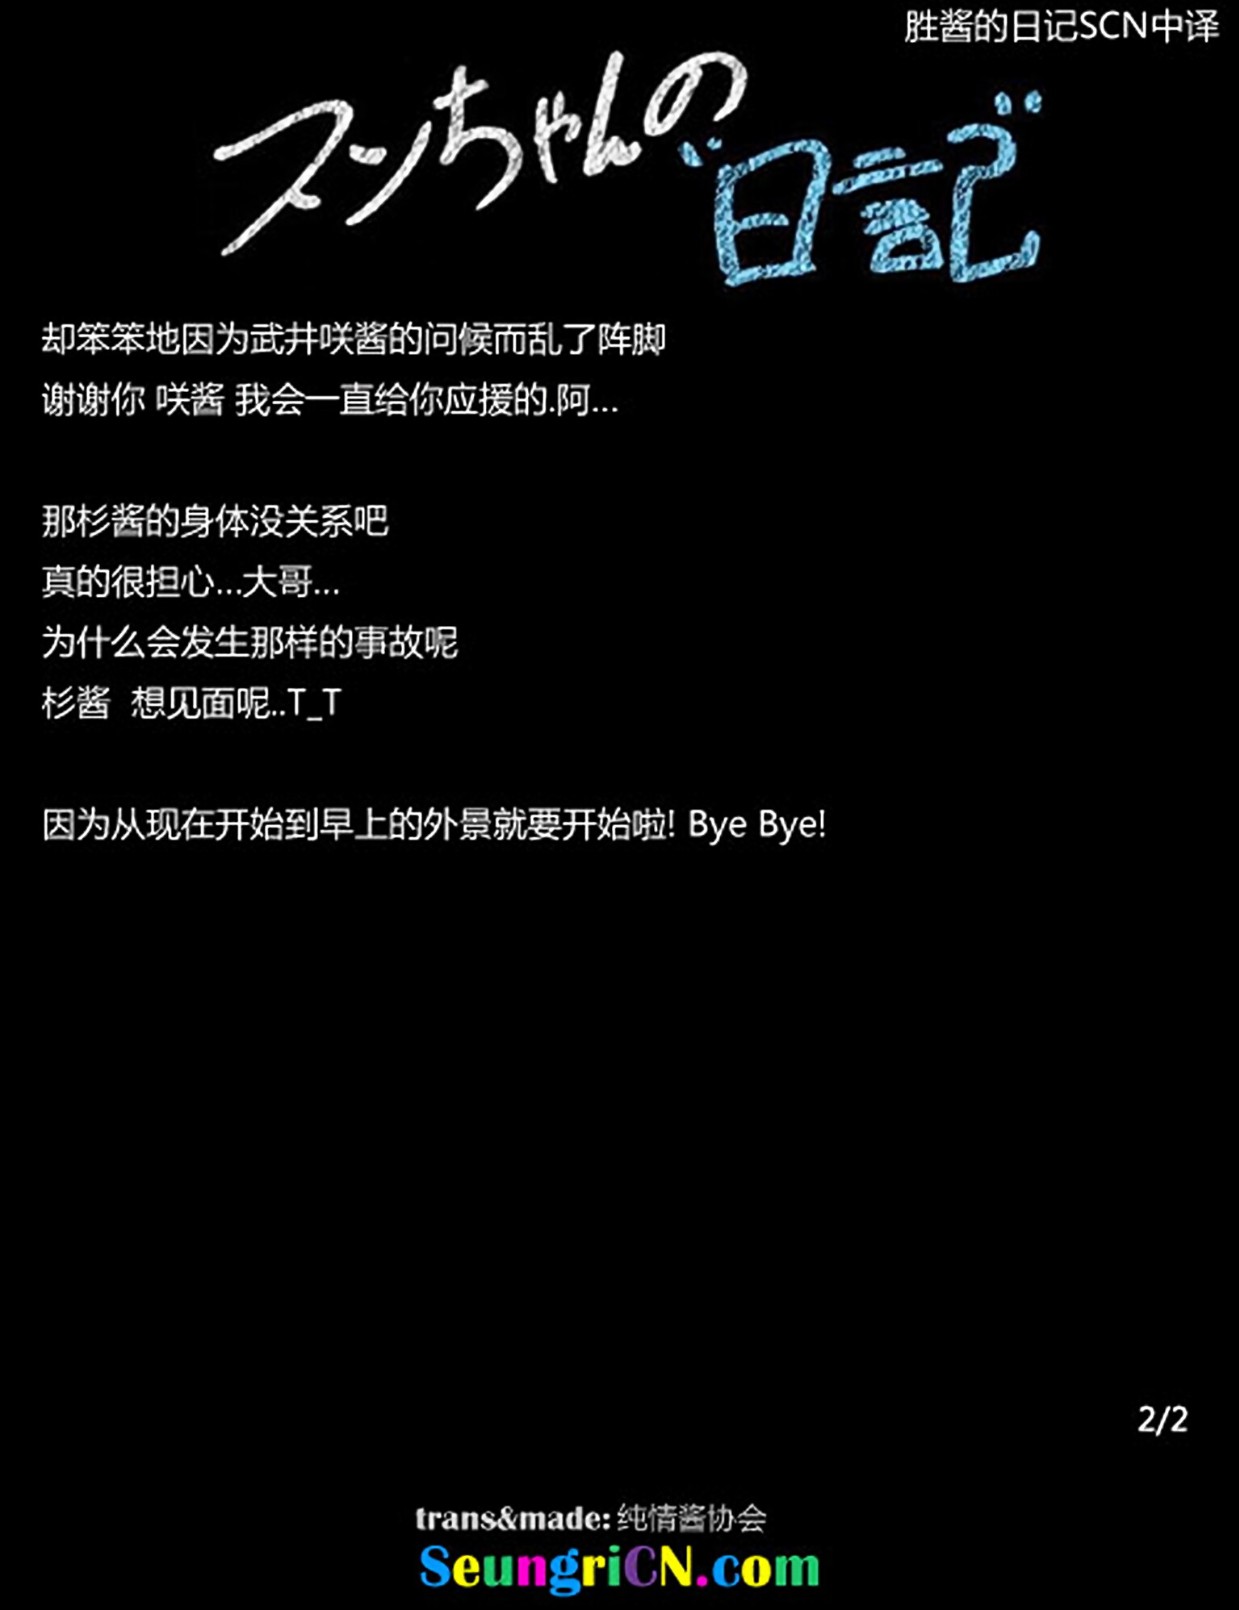 胜酱的日记SCN中译
スンちゃんの
"日記"
却笨笨地因为武井咲酱的问候而乱了阵脚
谢谢你 咲酱 我会一直给你应援的.阿...
那杉酱的身体没关系吧
真的很担心...大哥...
为什么会发生那样的事故呢
杉酱 想见面呢..T_T
因为从现在开始到早上的外景就要开始啦! Bye Bye!
2/2
trans&made: 纯情酱协会
SeungriCN.com